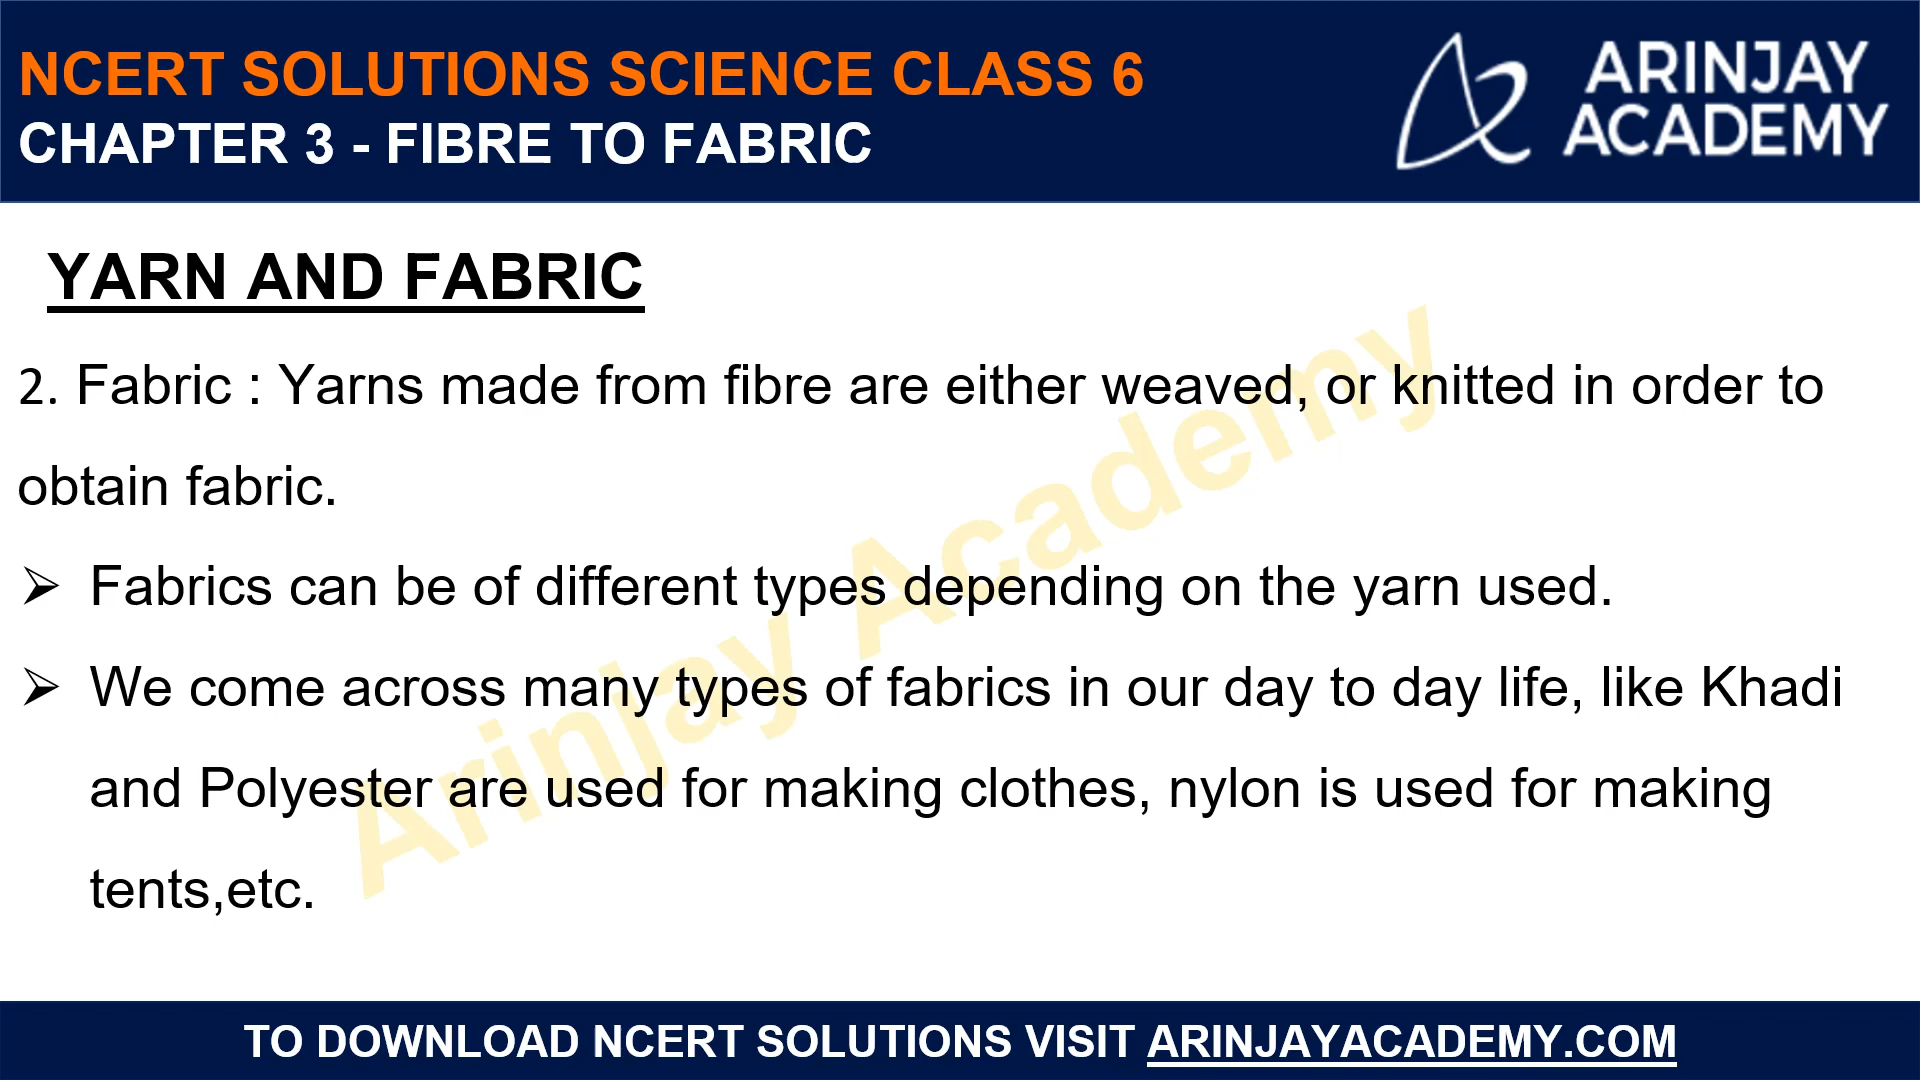 NCERT SOLUTIONS SCIENCE CLASS 6
CHAPTER 3 - FIBRE TO FABRIC
ARINJAY
ACADEMY
YARN AND FABRIC
2. Fabric : Yarns made from fibre are either weaved, or knitted in order to
obtain fabric.
➢ Fabrics can be of different types depending on the yarn used.
➢ We come across many types of fabrics in our day to day life, like Khadi
and Polyester are used for making clothes, nylon is used for making
tents,etc.
Arinjay Academy
TO DOWNLOAD NCERT SOLUTIONS VISIT ARINJAYACADEMY.COM